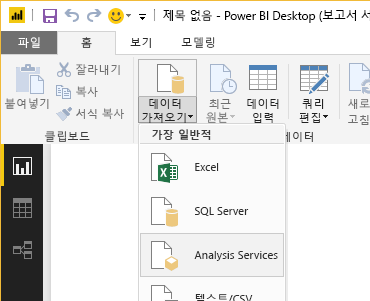 제목 없음 - Power BI Desktop (보고서 서
파일 홈 보기 모델링
붙여넣기
잘라내기
복사
서식 복사
클립보드
데이터
가져오기
최근
원본
데이터
입력
쿼리
편집
새로
고침
데이터
가장 일반적
Excel
SQL Server
Analysis Services
텍스트/CSV